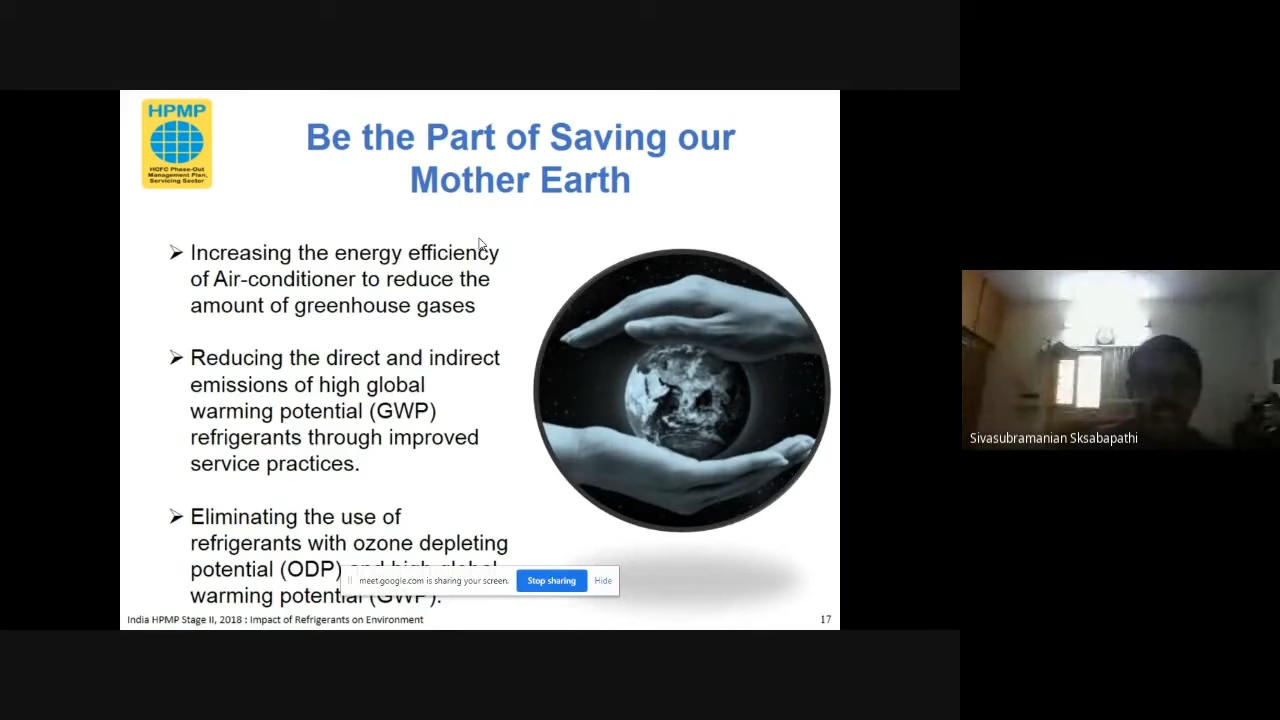 HPMP
HCFC Phase-Out
Management Plan,
Servicing Sector
Be the Part of Saving our
Mother Earth
Increasing the energy efficiency
of Air-conditioner to reduce the
amount of greenhouse gases
Reducing the direct and indirect
emissions of high global
warming potential (GWP)
refrigerants through improved
service practices.
Eliminating the use of
refrigerants with ozone depleting
potential (ODP) and high global
warming potential (GWP).
meet.google.com is sharing your screen.
Stop sharing
Hide
India HPMP Stage II, 2018 : Impact of Refrigerants on Environment
17
Sivasubramanian Sksabapathi